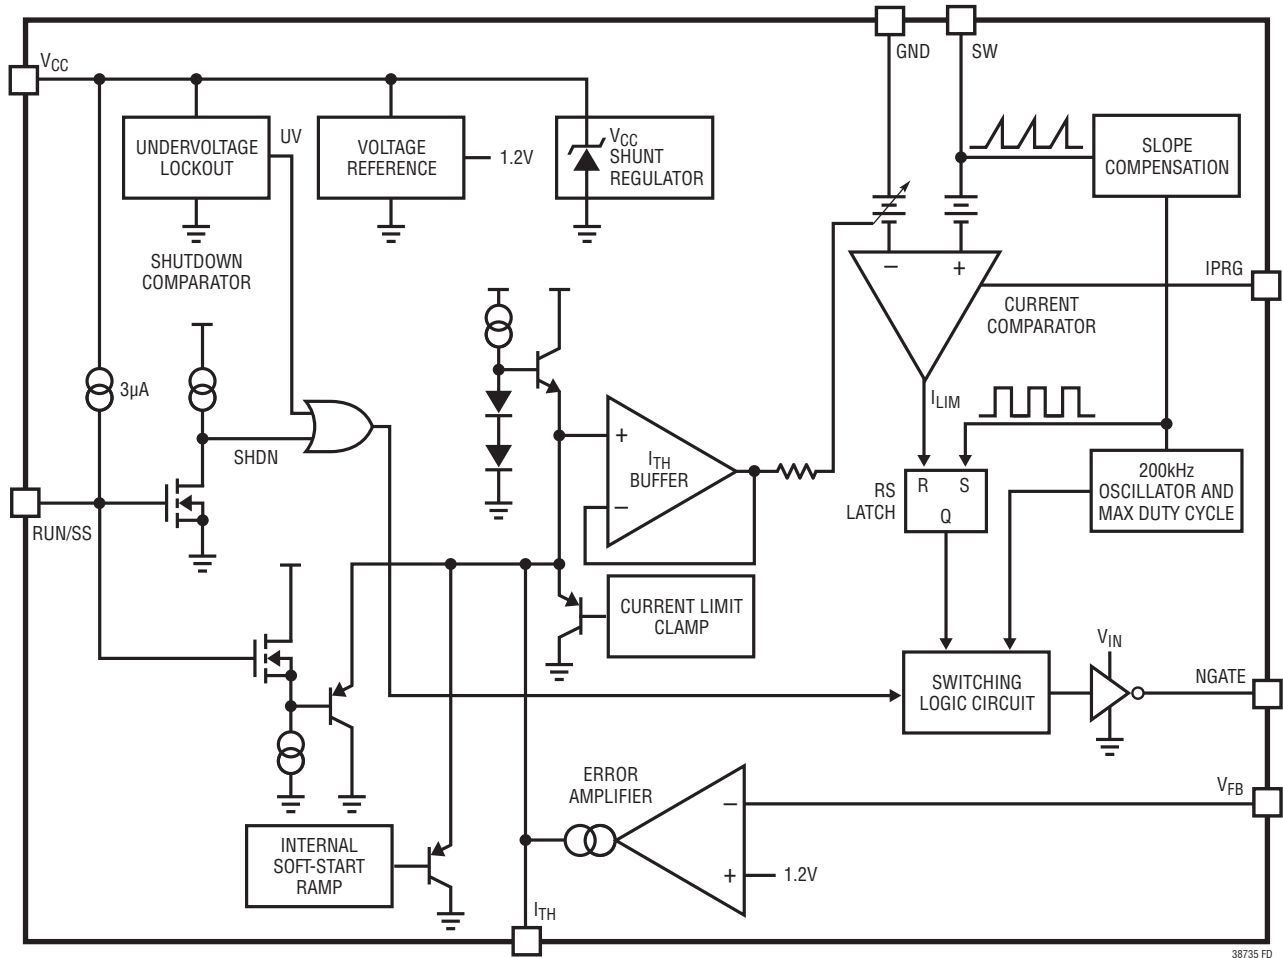 GND
SW
VCC
UNDERVOLTAGE
LOCKOUT
UV
VOLTAGE
REFERENCE
1.2V
VCC
SHUNT
REGULATOR
SLOPE
COMPENSATION
SHUTDOWN
COMPARATOR
−
+
IPRG
CURRENT
COMPARATOR
3µA
ILIM
SHDN
+
ITH
BUFFER
−
RS
LATCH
R
S
Q
200kHz
OSCILLATOR AND
MAX DUTY CYCLE
RUN/SS
CURRENT LIMIT
CLAMP
VIN
SWITCHING
LOGIC CIRCUIT
NGATE
ERROR
AMPLIFIER
−
VFB
+
1.2V
INTERNAL
SOFT-START
RAMP
ITH
38735 FD